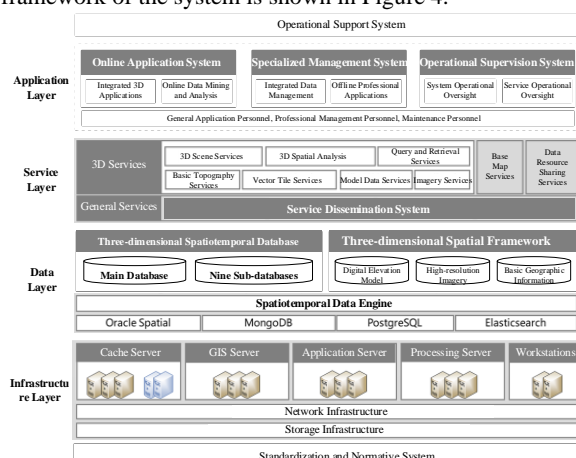 framework of the system is shown in Figure 4.
Operational Support System
Online Application System
Specialized Management System
Operational Supervision System
Integrated 3D
Applications
Online Data Mining
and Analysis
Integrated Data
Management
Offline Professional
Applications
System Operational
Oversight
Service Operational
Oversight
General Application Personnel, Professional Management Personnel, Maintenance Personnel
Application
Layer
3D Services
3D Scene Services
3D Spatial Analysis
Query and Retrieval
Services
Basic Topography
Services
Vector Tile Services
Model Data Services
Imagery Services
Base
Map
Services
Data
Resource
Sharing
Services
General Services
Service Dissemination System
Service
Layer
Three-dimensional Spatiotemporal Database
Three-dimensional Spatial Framework
Main Database
Nine Sub-databases
Digital Elevation
Model
High-resolution
Imagery
Basic Geographic
Information
Spatiotemporal Data Engine
Oracle Spatial
MongoDB
PostgreSQL
Elasticsearch
Data
Layer
Cache Server
GIS Server
Application Server
Processing Server
Workstations
Network Infrastructure
Storage Infrastructure
Infrastructu
re Layer
Standardization and Normative System